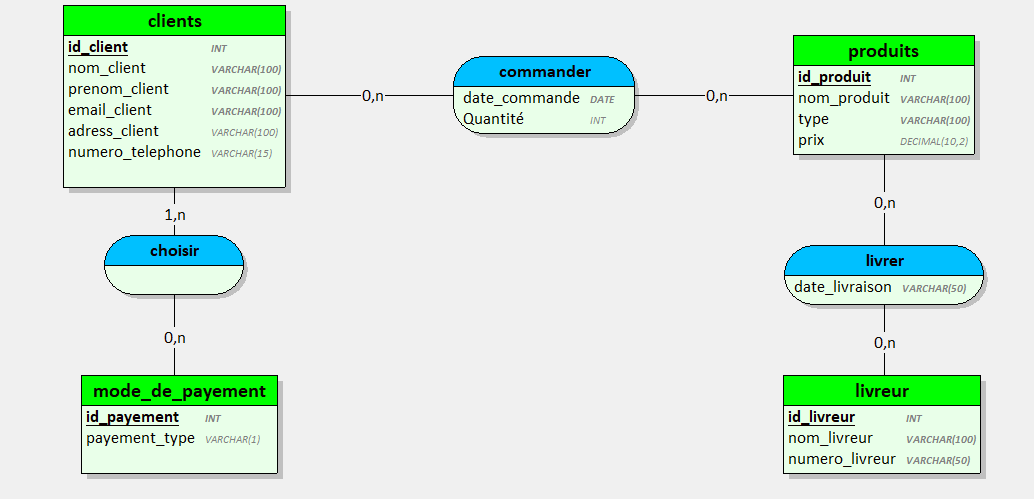 clients
id_client INT
nom_client VARCHAR(100)
prenom_client VARCHAR(100)
email_client VARCHAR(100)
adress_client VARCHAR(100)
numero_telephone VARCHAR(15)
0,n
commander
date_commande DATE
Quantité INT
0,n
produits
id_produit INT
nom_produit VARCHAR(100)
type VARCHAR(100)
prix DECIMAL(10,2)
1,n
choisir
0,n
mode_de_payement
id_payement INT
payement_type VARCHAR(1)
0,n
livrer
date_livraison VARCHAR(50)
0,n
livreur
id_livreur INT
nom_livreur VARCHAR(100)
numero_livreur VARCHAR(50)